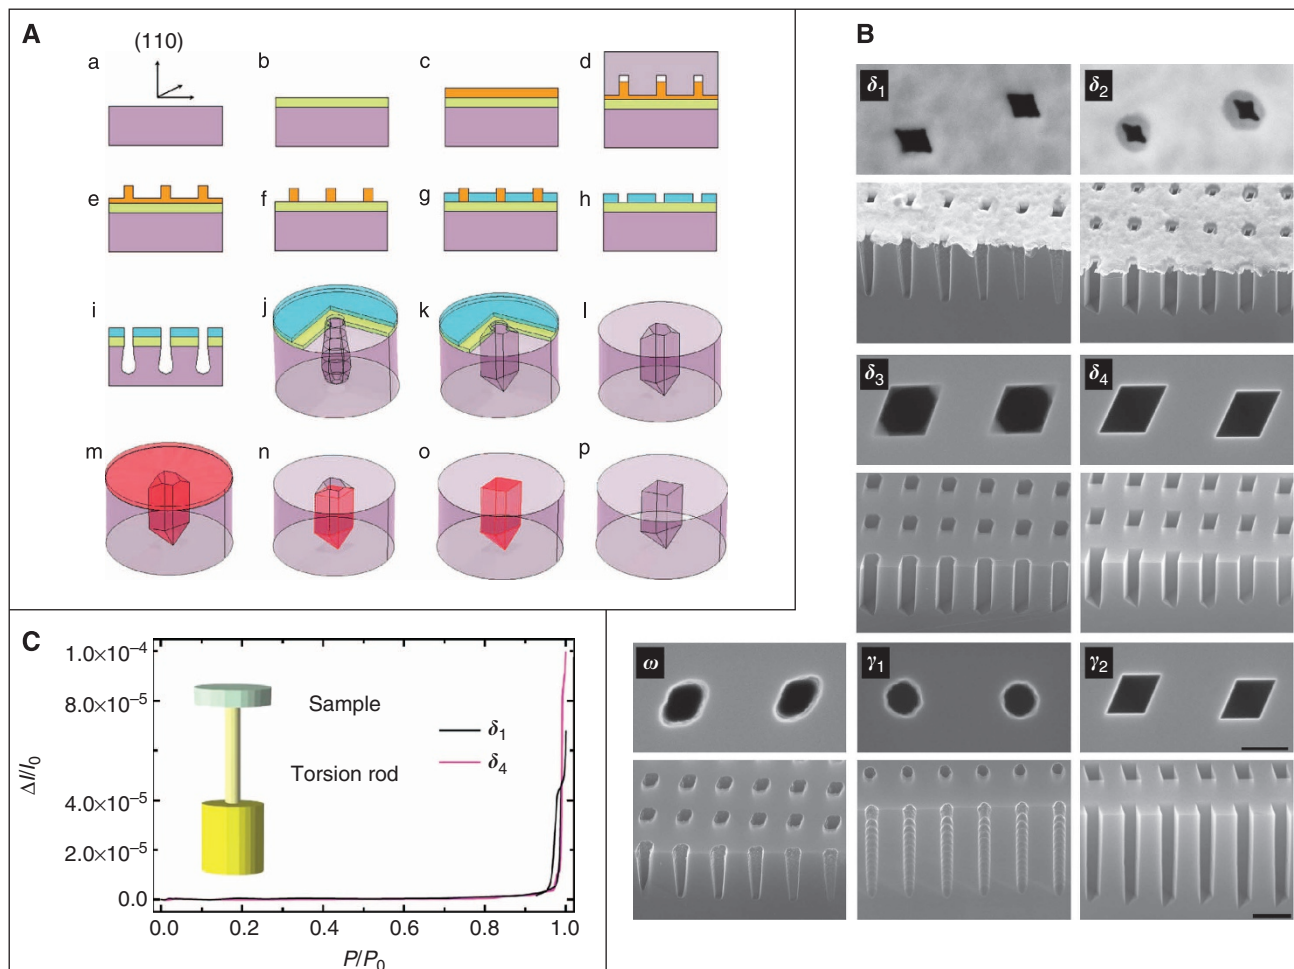 A
(110)
a
b
c
d
e
f
g
h
i
j
k
l
m
n
o
p
B
δ1
δ2
δ3
δ4
ω
γ1
γ2
C
1.0×10–4
8.0×10–5
4.0×10–5
2.0×10–5
0.0
ΔI/I0
Sample
Torsion rod
δ1
δ4
0.0
0.2
0.4
0.6
0.8
1.0
P/P0